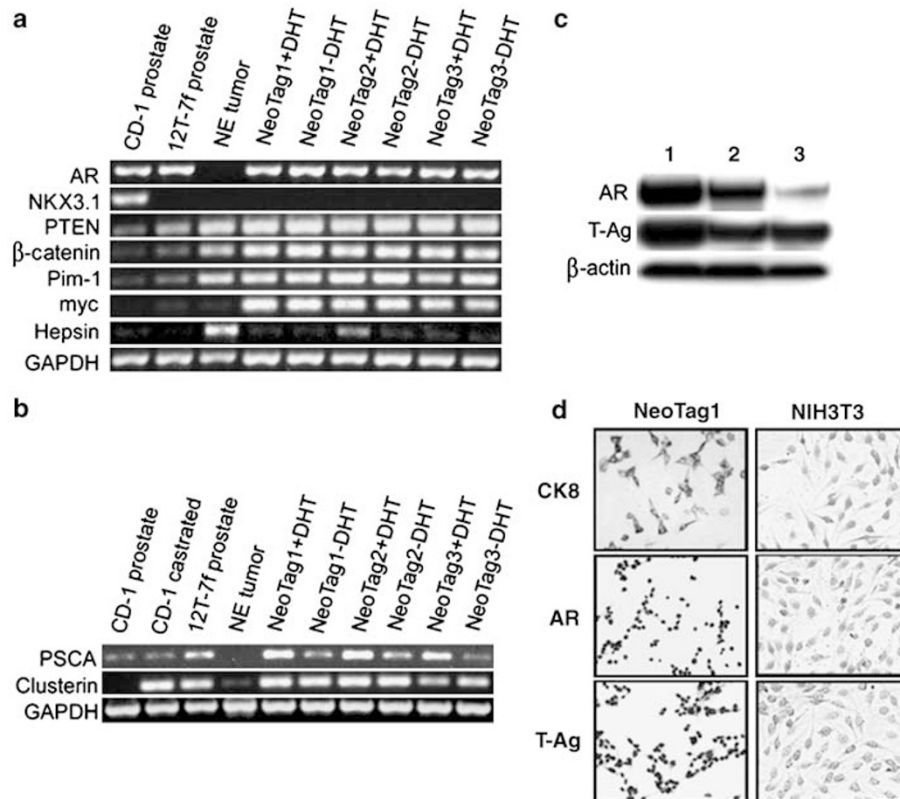 a
CD-1 prostate
12T-7f prostate
NE tumor
NeoTag1+DHT
NeoTag1-DHT
NeoTag2+DHT
NeoTag2-DHT
NeoTag3+DHT
NeoTag3-DHT
AR
NKX3.1
PTEN
β-catenin
Pim-1
myc
Hepsin
GAPDH
b
CD-1 prostate
CD-1 castrated
12T-7f prostate
NE tumor
NeoTag1+DHT
NeoTag1-DHT
NeoTag2+DHT
NeoTag2-DHT
NeoTag3+DHT
NeoTag3-DHT
PSCA
Clusterin
GAPDH
c
1 2 3
AR
T-Ag
β-actin
d
NeoTag1 NIH3T3
CK8
AR
T-Ag